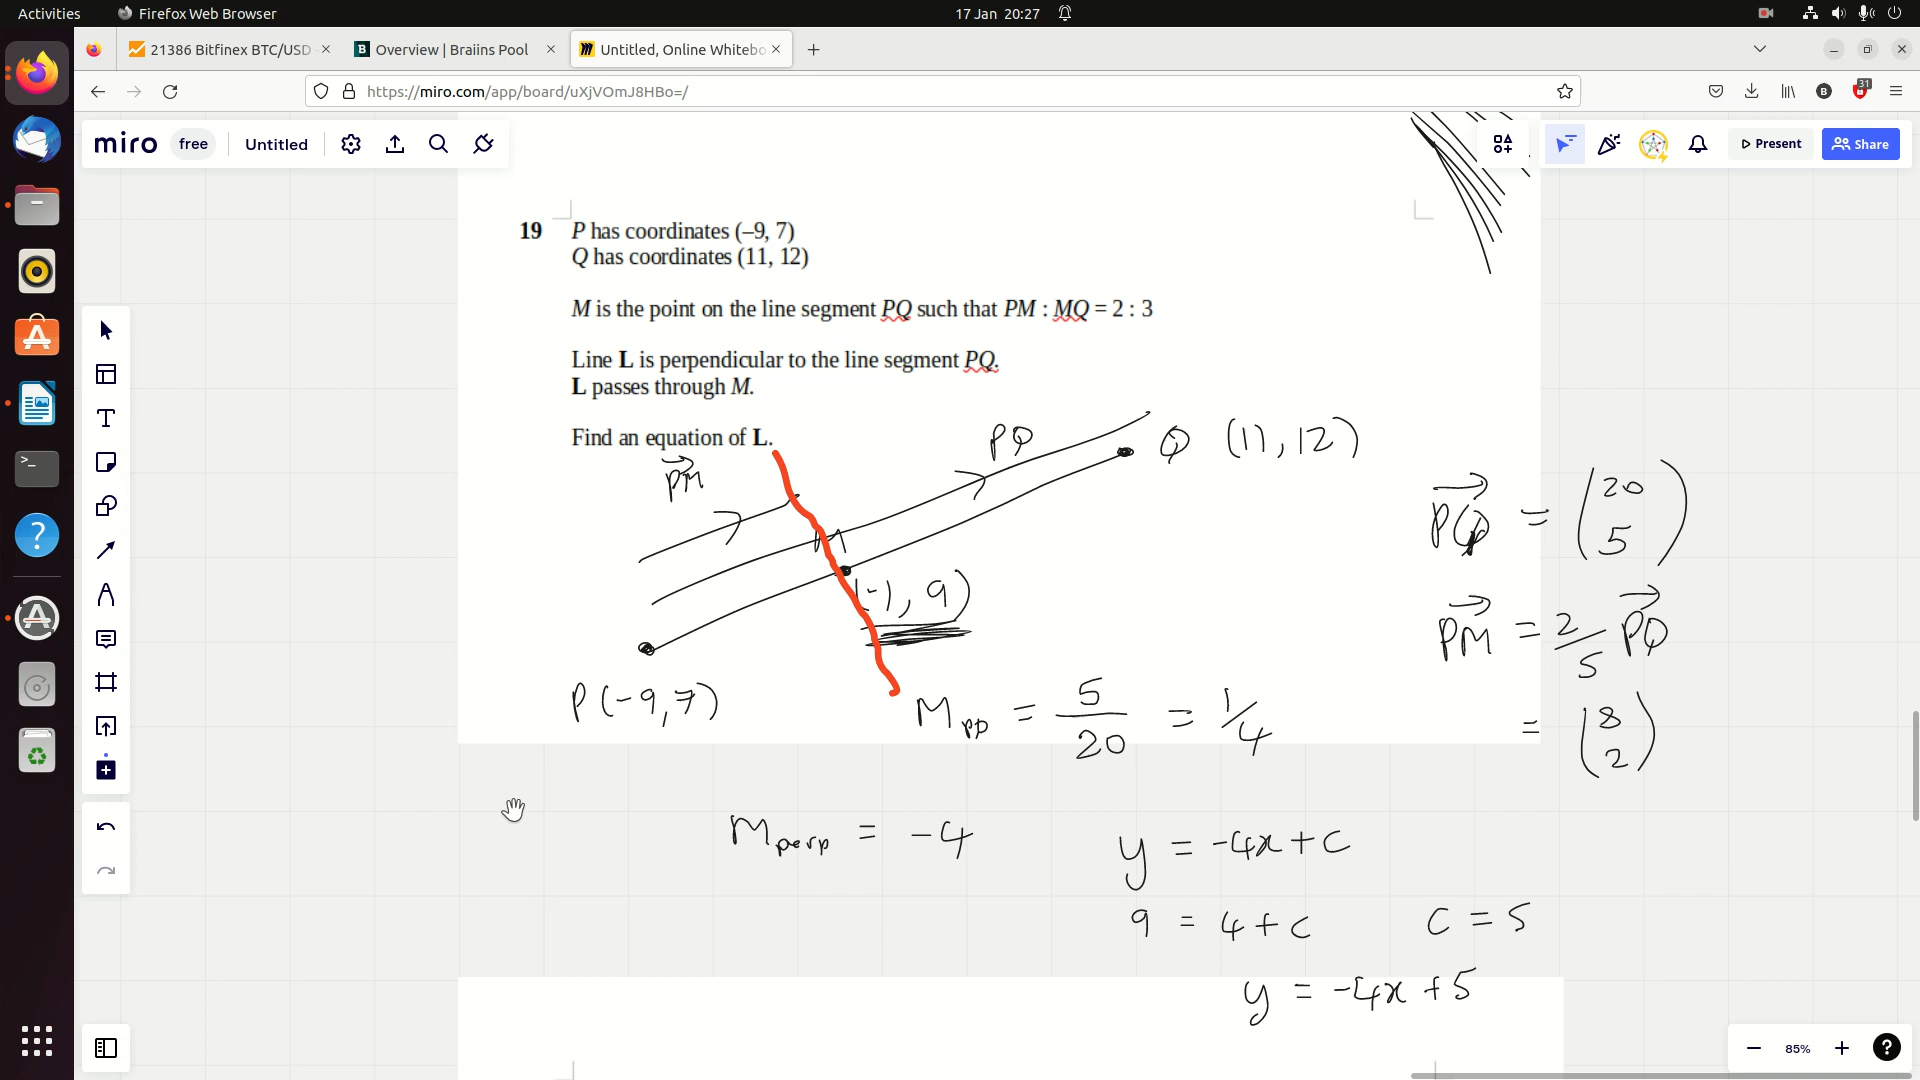 Activities
Firefox Web Browser
17 Jan 20:27
21386 Bitfinex BTC/USD
Overview | Braiins Pool
Untitled, Online Whitebo
https://miro.com/app/board/uXjVOmJ8HBo=/
B
31
miro
free
Untitled
Present
Share
19 P has coordinates (–9, 7)
Q has coordinates (11, 12)
M is the point on the line segment PQ such that PM : MQ = 2 : 3
Line L is perpendicular to the line segment PQ.
L passes through M.
Find an equation of L.
PM
PQ
Q (11, 12)
M
(-1, 9)
P (-9, 7)
PQ = (20
5)
PM = 2/5 PQ
= (8
2)
M PQ = 5/20 = 1/4
M perp = -4
y = -4x + c
9 = 4 + c
c = 5
y = -4x + 5
85%